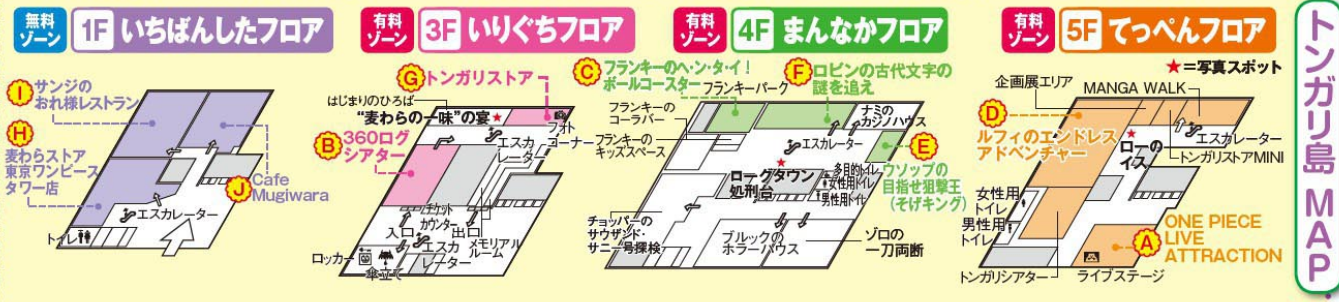 無料
ゾーン
1F いちばんしたフロア
I
サンジの
おれ様レストラン
H
麦わらストア
東京ワンピース
タワー店
J
Cafe
Mugiwara
エスカレーター
トイレ
有料
ゾーン
3F いりぐちフロア
G
トンガリストア
はじまりのひろば
“麦わらの一味”の宴★
B
360ログ
シアター
フォト
コーナー
エスカ
レーター
チケット
カウンター
入口
出口
エスカ
レーター
メモリアル
ルーム
ロッカー
傘立て
有料
ゾーン
4F まんなかフロア
C
フランキーのヘ・ン・タ・イ!
ボールコースター
フランキーパーク
F
ロビンの古代文字の
謎を追え
フランキーの
コーラバー
フランキーの
キッズスペース
ナミの
カジノハウス
エスカレーター
★
ローグタウン
処刑台
多目的トイレ
女性用トイレ
男性用トイレ
E
ウソップの
目指せ狙撃王
(そげキング)
チョッパーの
サウザンド・
サニー号探検
ブルックの
ホラーハウス
ゾロの
一刀両断
有料
ゾーン
5F てっぺんフロア
★=写真スポット
企画展エリア
MANGA WALK
D
ルフィのエンドレス
アドベンチャー
★
ローの
イス
エスカレーター
トンガリストアMINI
女性用
トイレ
男性用
トイレ
A
ONE PIECE
LIVE
ATTRACTION
トンガリシアター
ライブステージ
トンガリ島 MAP